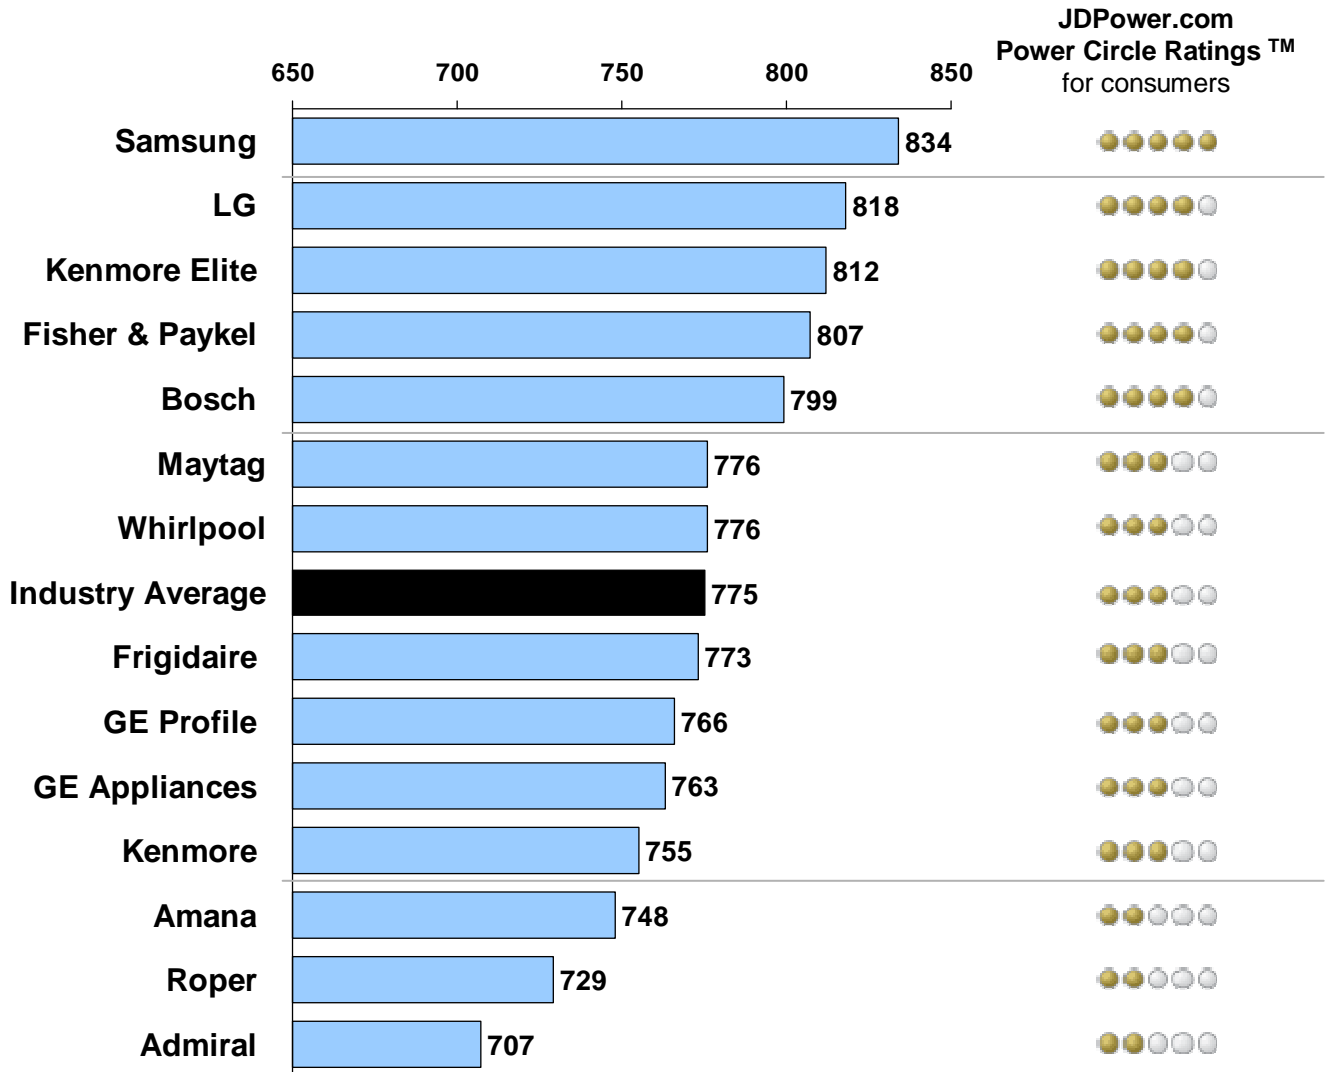 JDPower.com
Power Circle Ratings TM
for consumers
650 700 750 800 850
Samsung 834
LG 818
Kenmore Elite 812
Fisher & Paykel 807
Bosch 799
Maytag 776
Whirlpool 776
Industry Average 775
Frigidaire 773
GE Profile 766
GE Appliances 763
Kenmore 755
Amana 748
Roper 729
Admiral 707